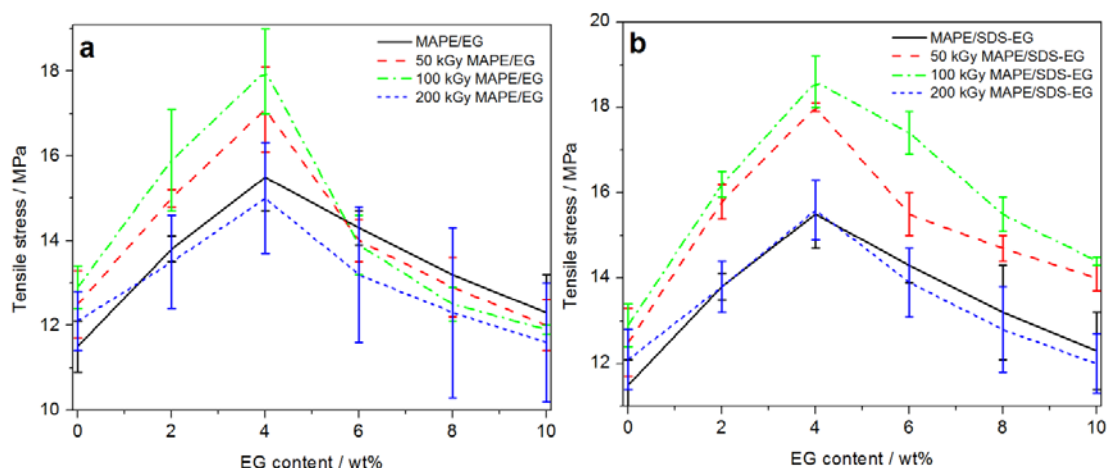 a
MAPE/EG
50 kGy MAPE/EG
100 kGy MAPE/EG
200 kGy MAPE/EG
Tensile stress / MPa
18
16
14
12
10
0 2 4 6 8 10
EG content / wt%
b
MAPE/SDS-EG
50 kGy MAPE/SDS-EG
100 kGy MAPE/SDS-EG
200 kGy MAPE/SDS-EG
Tensile stress / MPa
20
18
16
14
12
0 2 4 6 8 10
EG content / wt%